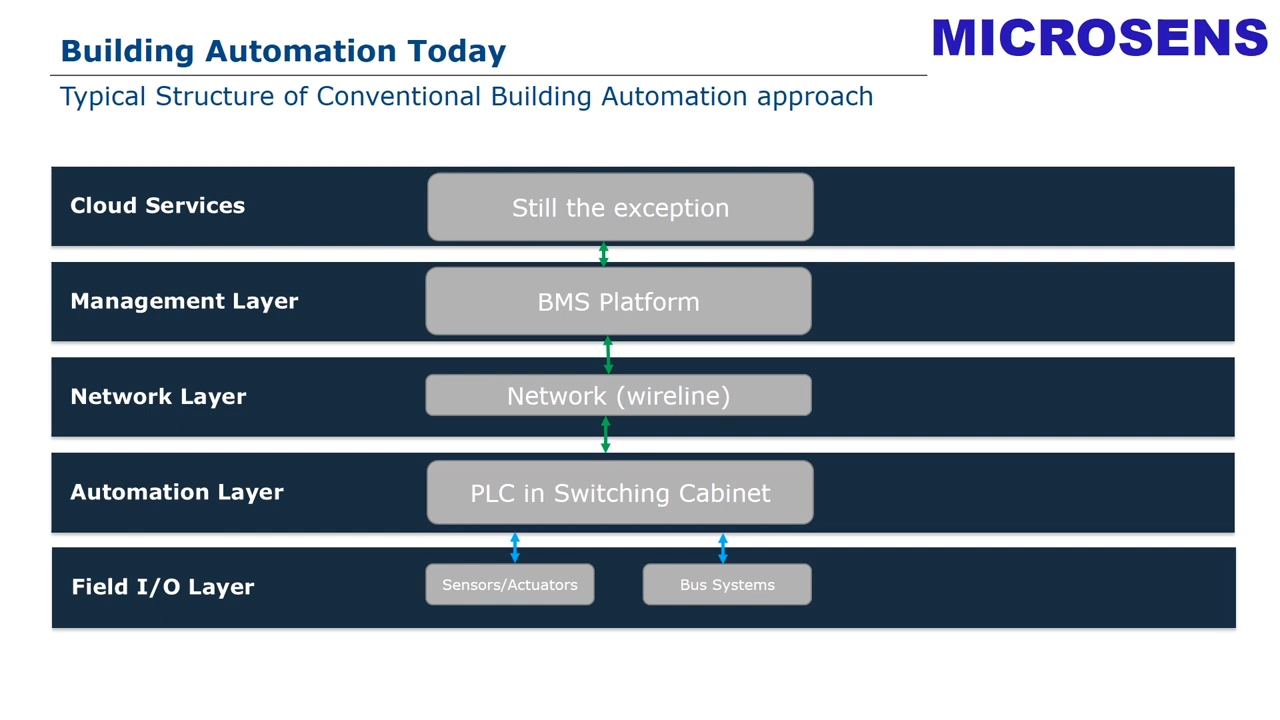 Building Automation Today
MICROSENS
Typical Structure of Conventional Building Automation approach
Cloud Services
Still the exception
Management Layer
BMS Platform
Network Layer
Network (wireline)
Automation Layer
PLC in Switching Cabinet
Field I/O Layer
Sensors/Actuators
Bus Systems